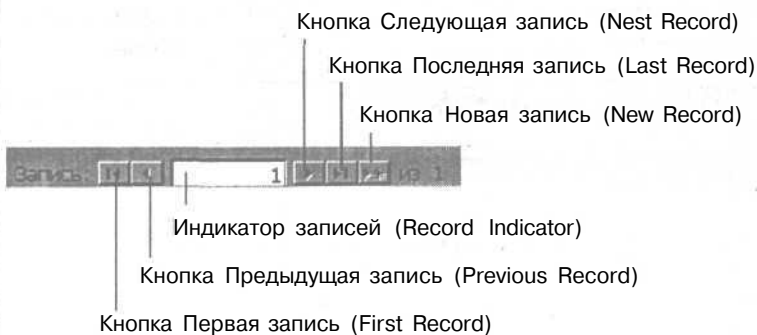 Кнопка Следующая запись (Nest Record)
Кнопка Последняя запись (Last Record)
Кнопка Новая запись (New Record)
Запись: 1 из 1
Индикатор записей (Record Indicator)
Кнопка Предыдущая запись (Previous Record)
Кнопка Первая запись (First Record)